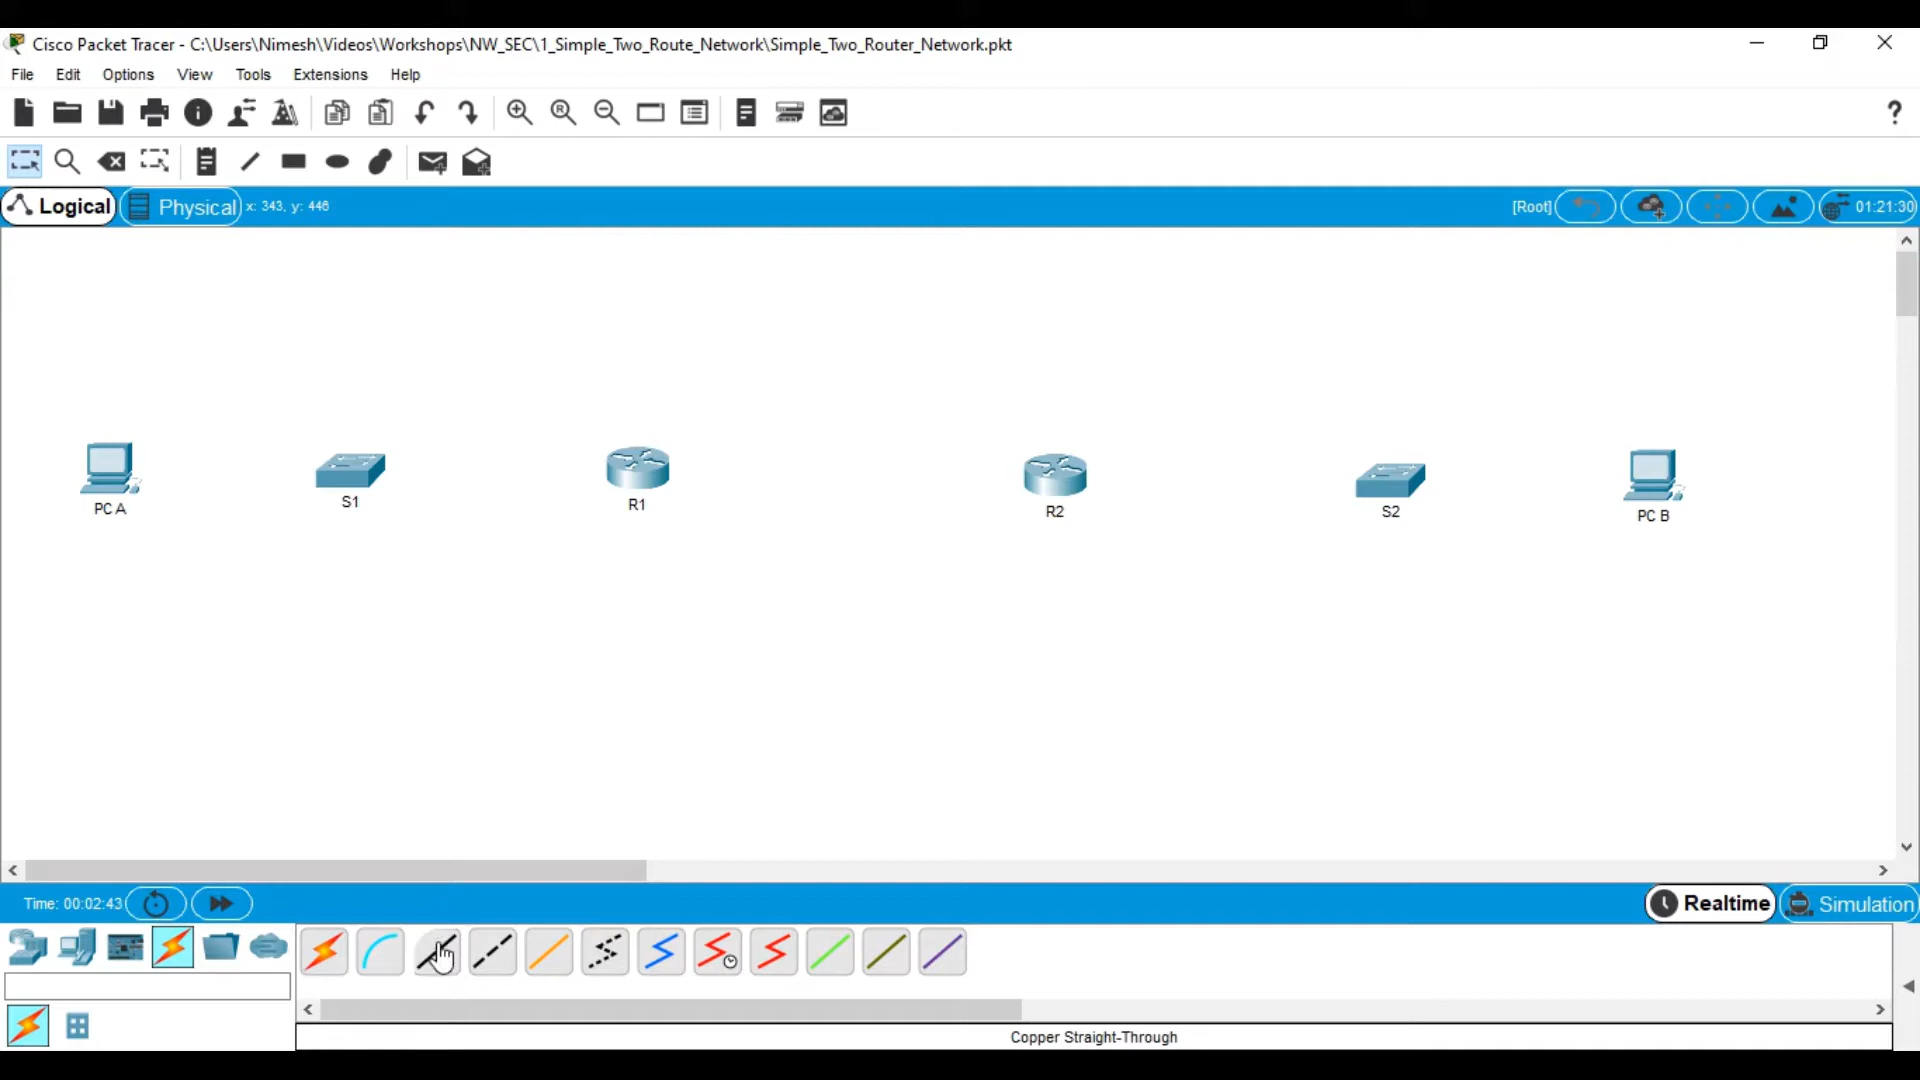 Cisco Packet Tracer - C:\Users\Nimesh\Videos\Workshops\NW_SEC\1_Simple_Two_Route_Network\Simple_Two_Router_Network.pkt
File Edit Options View Tools Extensions Help
Logical Physical x: 343, y: 446 [Root] 01:21:30
PC A S1 R1 R2 S2 PC B
Time: 00:02:43 Realtime Simulation
Copper Straight-Through